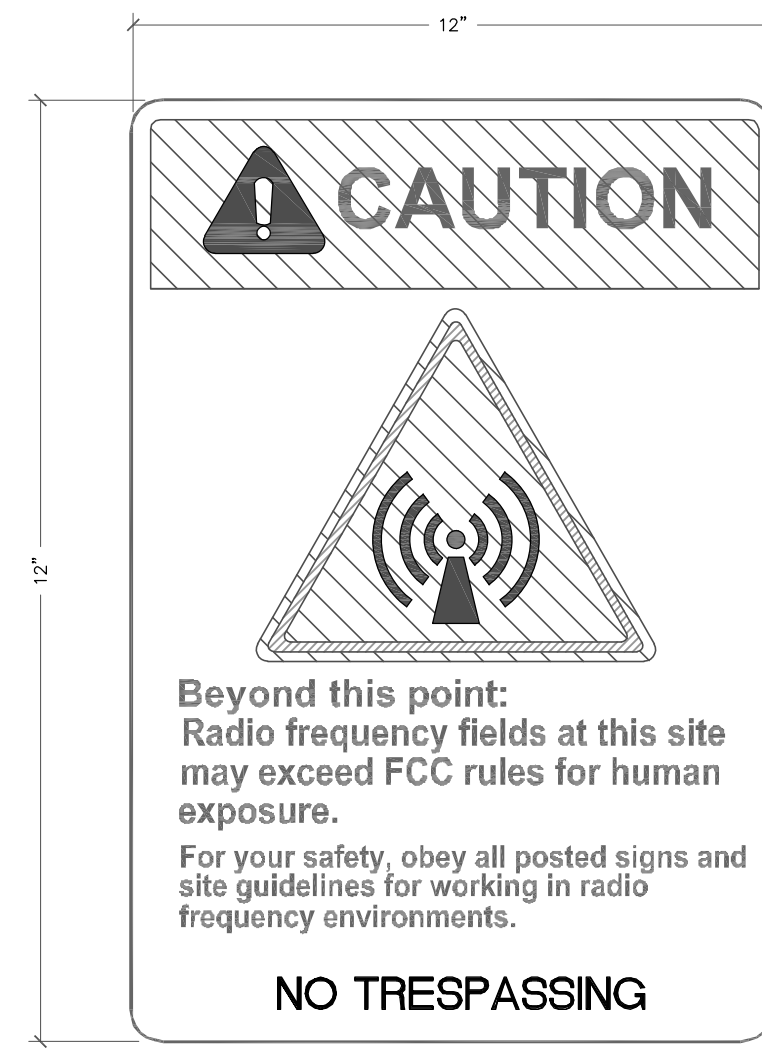 12”
CAUTION
12”
Beyond this point:
Radio frequency fields at this site
may exceed FCC rules for human
exposure.
For your safety, obey all posted signs and
site guidelines for working in radio
frequency environments.
NO TRESPASSING